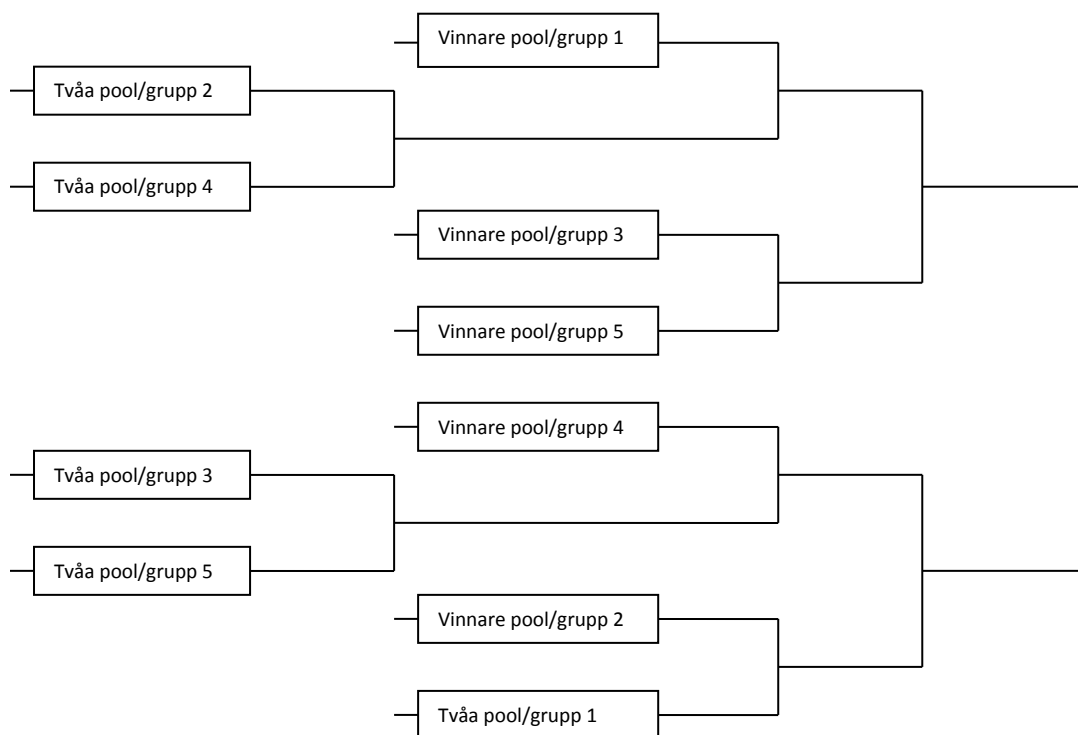 Vinnare pool/grupp 1
Tvåa pool/grupp 2
Tvåa pool/grupp 4
Vinnare pool/grupp 3
Vinnare pool/grupp 5
Vinnare pool/grupp 4
Tvåa pool/grupp 3
Tvåa pool/grupp 5
Vinnare pool/grupp 2
Tvåa pool/grupp 1